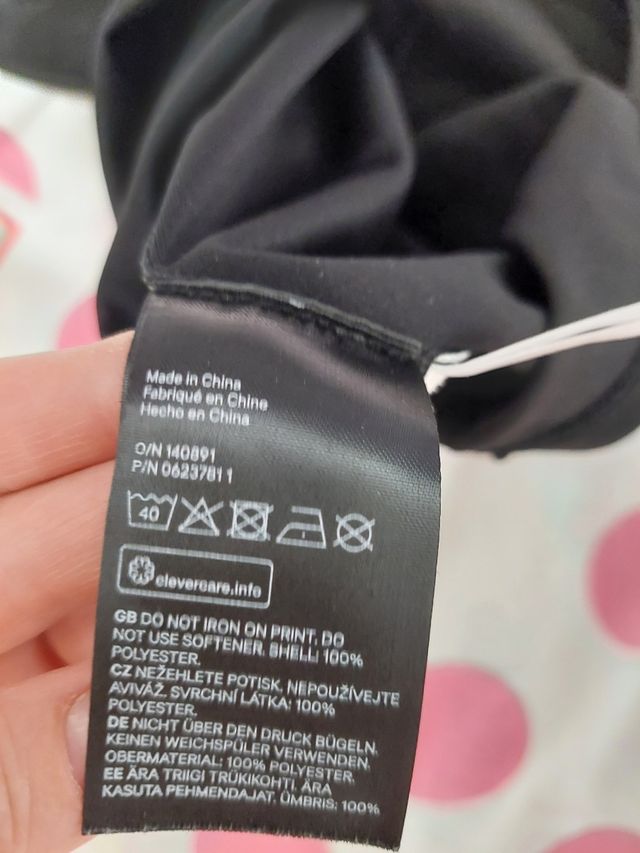 Made in China
Fabriqué en Chine
Hecho en China
O/N 140891
P/N 06237811
40
clevercare.info
GB DO NOT IRON ON PRINT. DO
NOT USE SOFTENER. SHELL: 100%
POLYESTER.
CZ NEŽEHLETE POTISK. NEPOUŽÍVEJTE
AVIVÁŽ. SVRCHNÍ LÁTKA: 100%
POLYESTER.
DE NICHT ÜBER DEN DRUCK BÜGELN.
KEINEN WEICHSPÜLER VERWENDEN.
OBERMATERIAL: 100% POLYESTER.
EE ÄRA TRIIGI TRÜKIKOHTI. ÄRA
KASUTA PEHMENDAJAT. ÜMBRIS: 100%